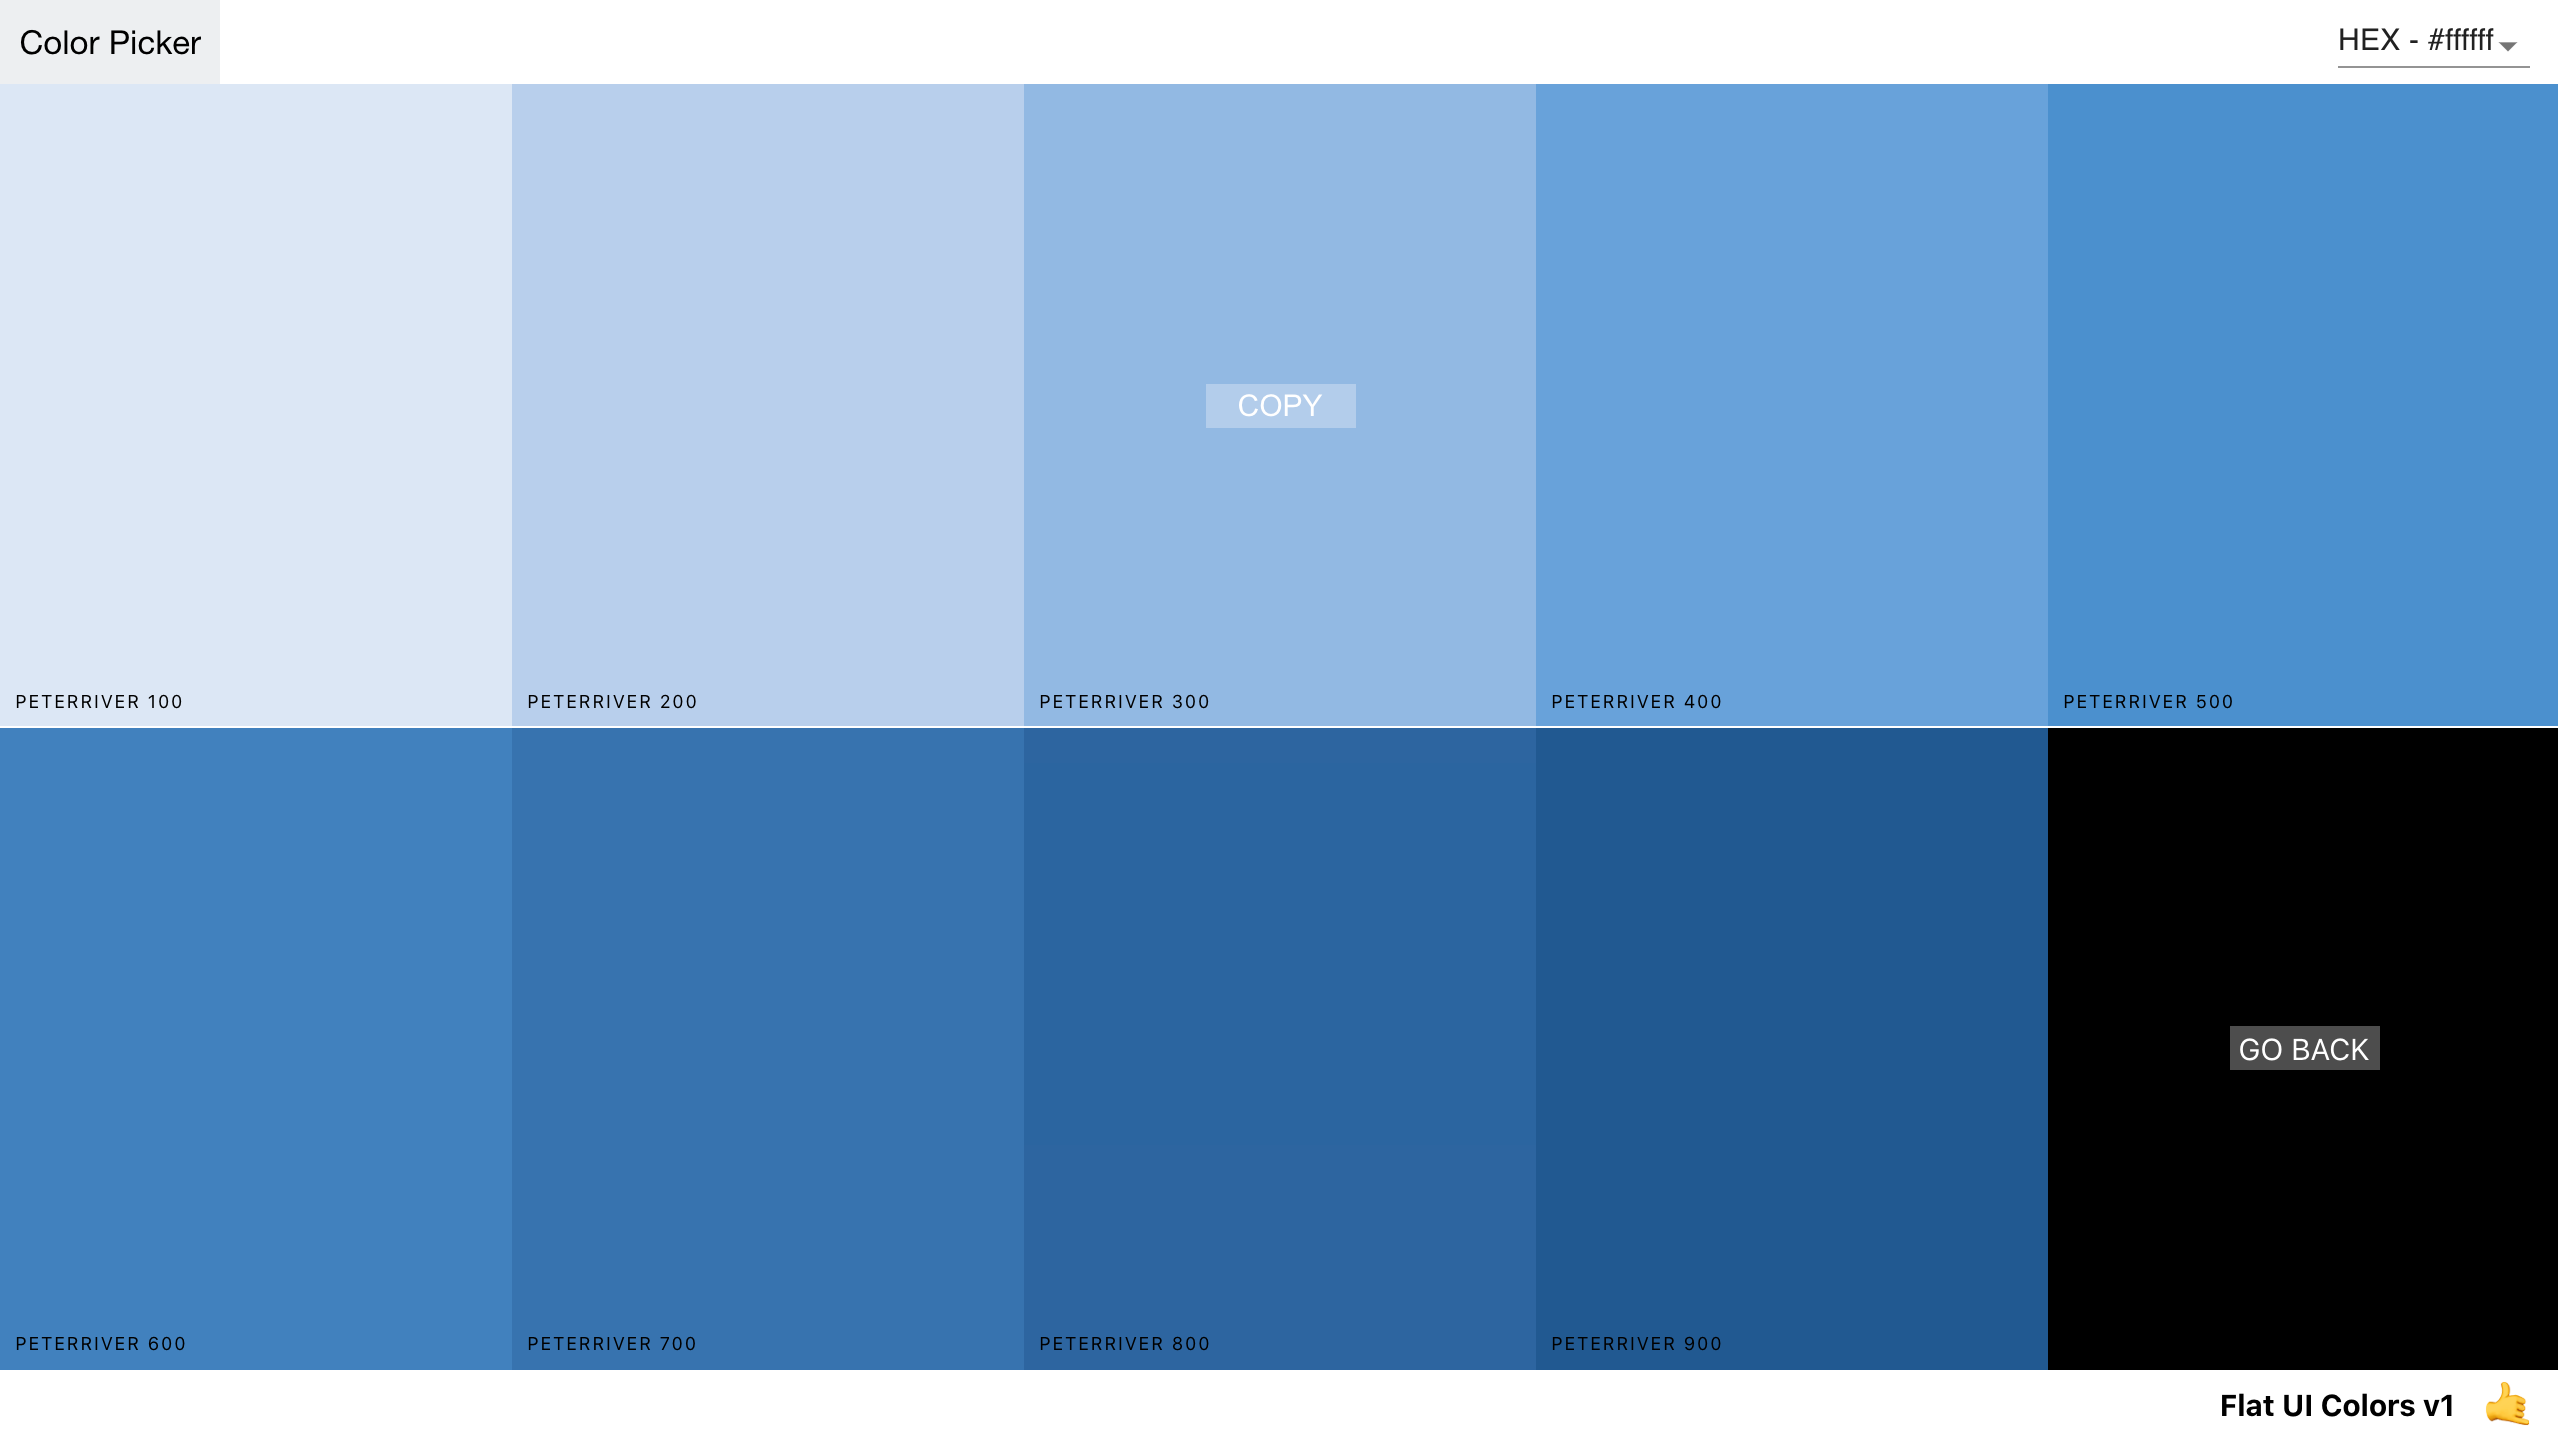 Color Picker
HEX - #ffffff
COPY
PETERRIVER 100
PETERRIVER 200
PETERRIVER 300
PETERRIVER 400
PETERRIVER 500
GO BACK
PETERRIVER 600
PETERRIVER 700
PETERRIVER 800
PETERRIVER 900
Flat UI Colors v1